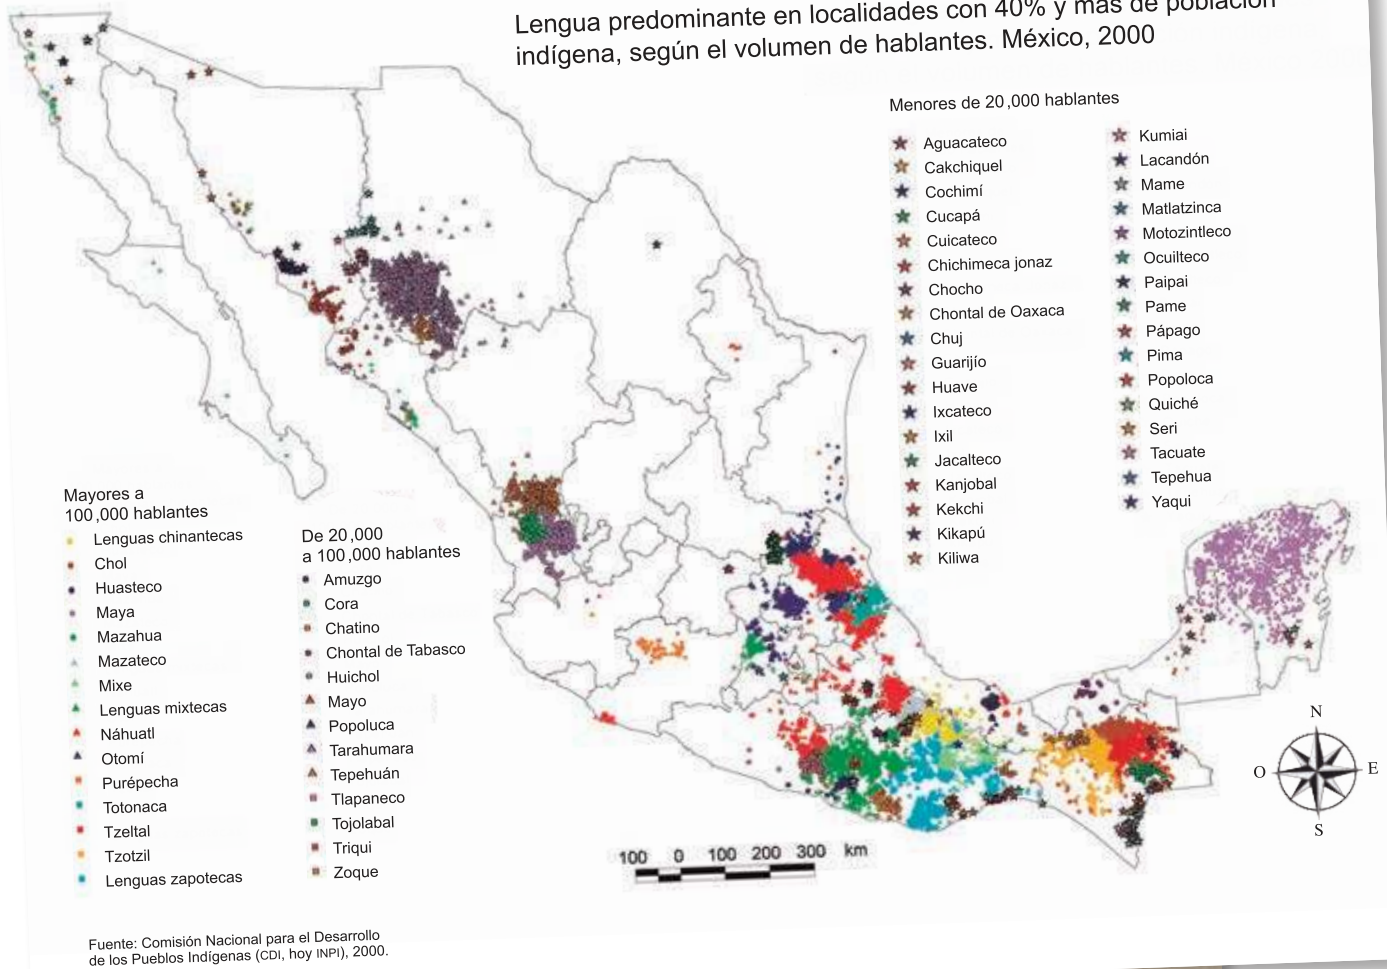 Lengua predominante en localidades con 40% y más de población
indígena, según el volumen de hablantes. México, 2000
Menores de 20,000 hablantes
Aguacateco
Cakchiquel
Cochimí
Cucapá
Cuicateco
Chichimeca jonaz
Chocho
Chontal de Oaxaca
Chuj
Guarijío
Huave
Ixcateco
Ixil
Jacalteco
Kanjobal
Kekchi
Kikapú
Kiliwa
Kumiai
Lacandón
Mame
Matlatzinca
Motozintleco
Ocuilteco
Paipai
Pame
Pápago
Pima
Popoloca
Quiché
Seri
Tacuate
Tepehua
Yaqui
Mayores a
100,000 hablantes
Lenguas chinantecas
Chol
Huasteco
Maya
Mazahua
Mazateco
Mixe
Lenguas mixtecas
Náhuatl
Otomí
Purépecha
Totonaca
Tzeltal
Tzotzil
Lenguas zapotecas
De 20,000
a 100,000 hablantes
Amuzgo
Cora
Chatino
Chontal de Tabasco
Huichol
Mayo
Popoluca
Tarahumara
Tepehuán
Tlapaneco
Tojolabal
Triqui
Zoque
N
O
E
S
100 0 100 200 300 km
Fuente: Comisión Nacional para el Desarrollo
de los Pueblos Indígenas (CDI, hoy INPI), 2000.